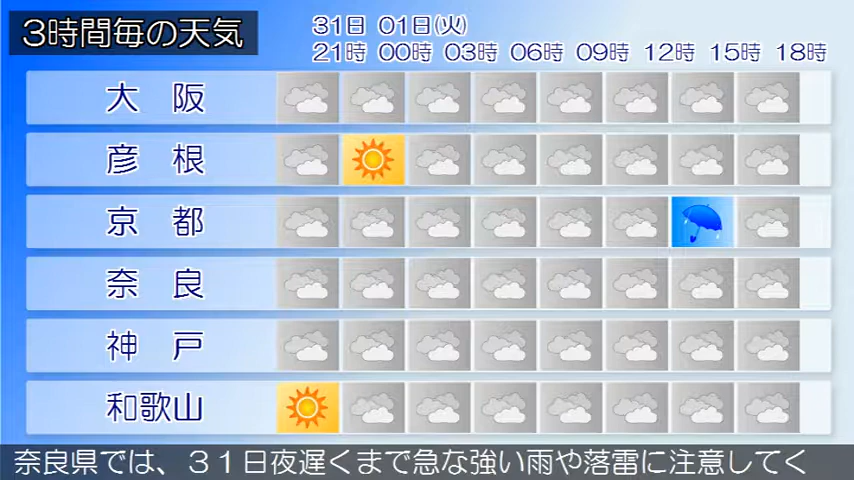 3時間毎の天気
31日 01日(火)
21時 00時 03時 06時 09時 12時 15時 18時
大 阪
彦 根
京 都
奈 良
神 戸
和歌山
奈良県では、３１日夜遅くまで急な強い雨や落雷に注意してく